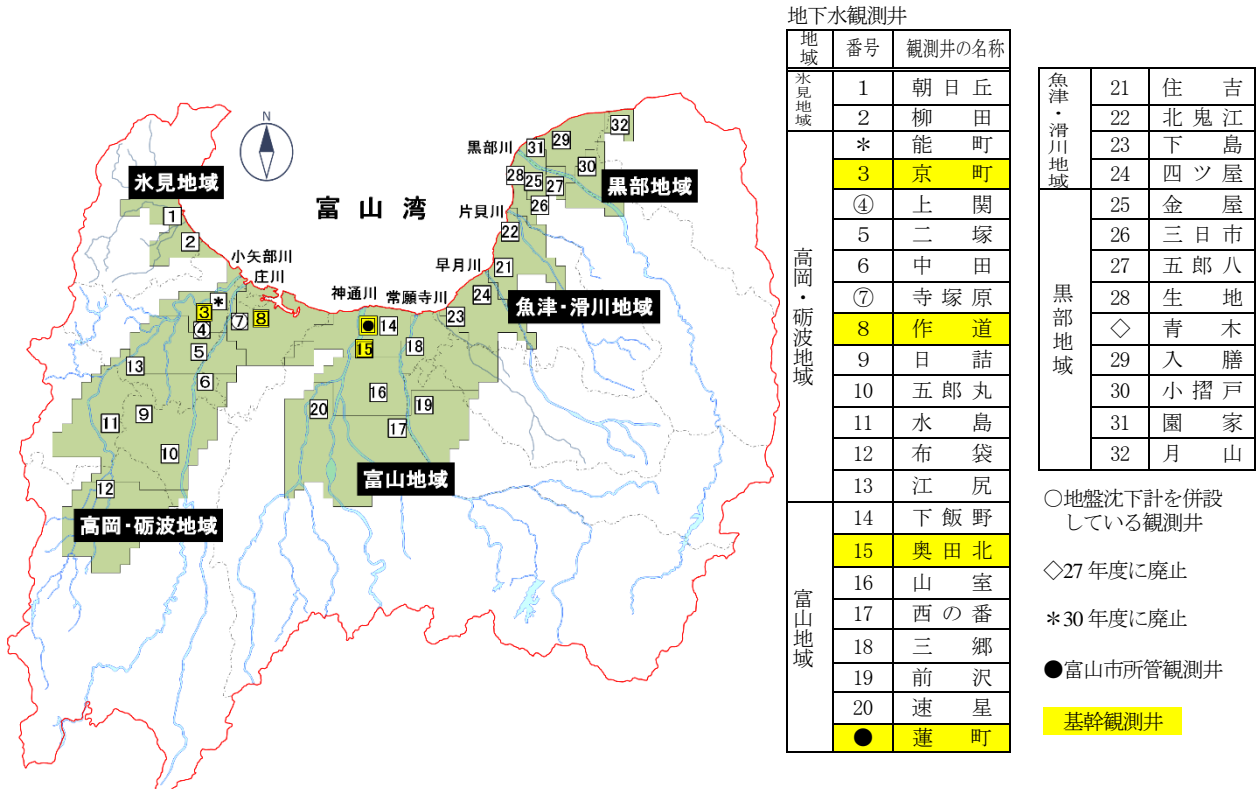 N
氷見地域
富山湾
黒部地域
魚津・滑川地域
富山地域
高岡・砺波地域
黒部川
片貝川
早月川
小矢部川
庄川
神通川
常願寺川
1
2
*
3
④
⑦
8
5
6
13
9
11
10
12
●
14
15
18
16
19
20
17
23
24
21
22
26
28
25
27
31
29
30
32
地下水観測井
地域 番号 観測井の名称
氷見地域
1 朝日丘
2 柳田
高岡・砺波地域
* 能町
3 京町
④ 上関
5 二塚
6 中田
⑦ 寺塚原
8 作道
9 日詰
10 五郎丸
11 水島
12 布袋
13 江尻
富山地域
14 下飯野
15 奥田北
16 山室
17 西の番
18 三郷
19 前沢
20 速星
● 蓮町
魚津・滑川地域
21 住吉
22 北鬼江
23 下島
24 四ツ屋
黒部地域
25 金屋
26 三日市
27 五郎八
28 生地
◇ 青木
29 入膳
30 小摺戸
31 園家
32 月山
○地盤沈下計を併設
している観測井
◇27年度に廃止
*30年度に廃止
●富山市所管観測井
基幹観測井